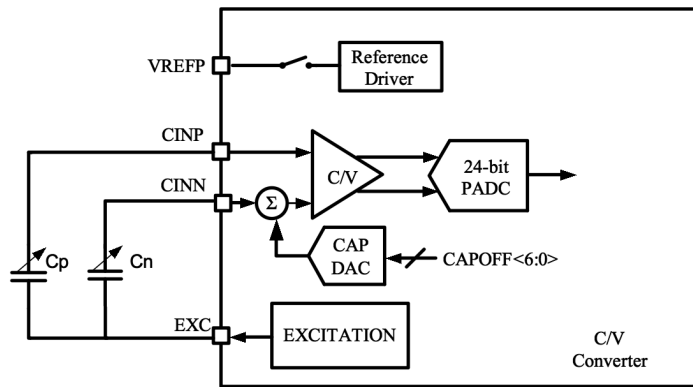 VREFP
Reference
Driver
CINP
CINN
C/V
24-bit
PADC
Σ
CAP
DAC
CAPOFF<6:0>
Cp
Cn
EXC
EXCITATION
C/V
Converter